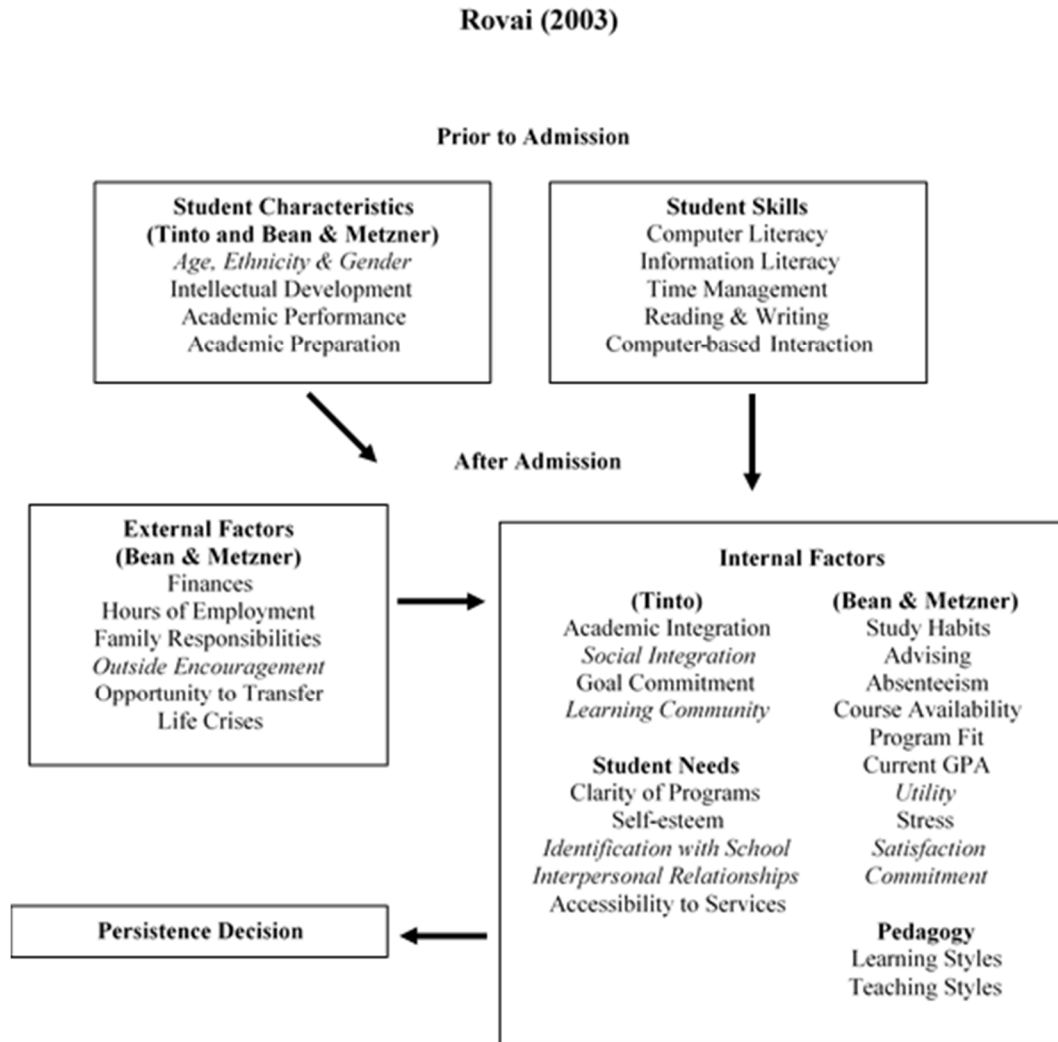 Rovai (2003)
Prior to Admission
Student Characteristics
(Tinto and Bean & Metzner)
Age, Ethnicity & Gender
Intellectual Development
Academic Performance
Academic Preparation
Student Skills
Computer Literacy
Information Literacy
Time Management
Reading & Writing
Computer-based Interaction
After Admission
External Factors
(Bean & Metzner)
Finances
Hours of Employment
Family Responsibilities
Outside Encouragement
Opportunity to Transfer
Life Crises
Internal Factors
(Tinto)
Academic Integration
Social Integration
Goal Commitment
Learning Community
Student Needs
Clarity of Programs
Self-esteem
Identification with School
Interpersonal Relationships
Accessibility to Services
(Bean & Metzner)
Study Habits
Advising
Absenteeism
Course Availability
Program Fit
Current GPA
Utility
Stress
Satisfaction
Commitment
Pedagogy
Learning Styles
Teaching Styles
Persistence Decision